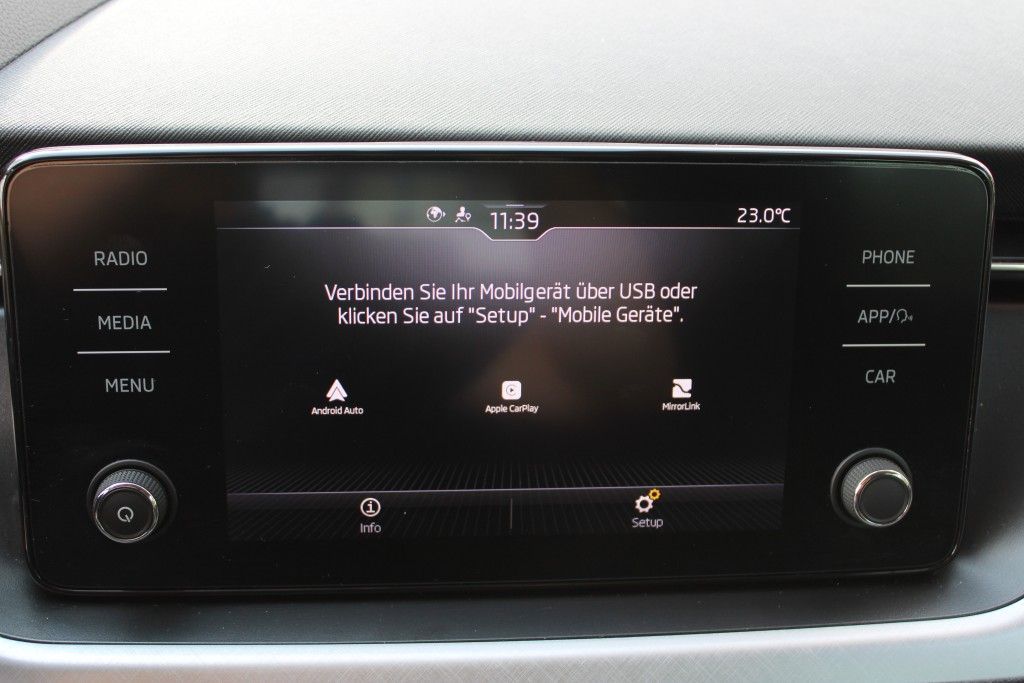 11:39
23.0°C
RADIO
MEDIA
MENU
Verbinden Sie Ihr Mobilgerät über USB oder
klicken Sie auf "Setup" - "Mobile Geräte".
Android Auto
Apple CarPlay
MirrorLink
Info
Setup
PHONE
APP/
CAR